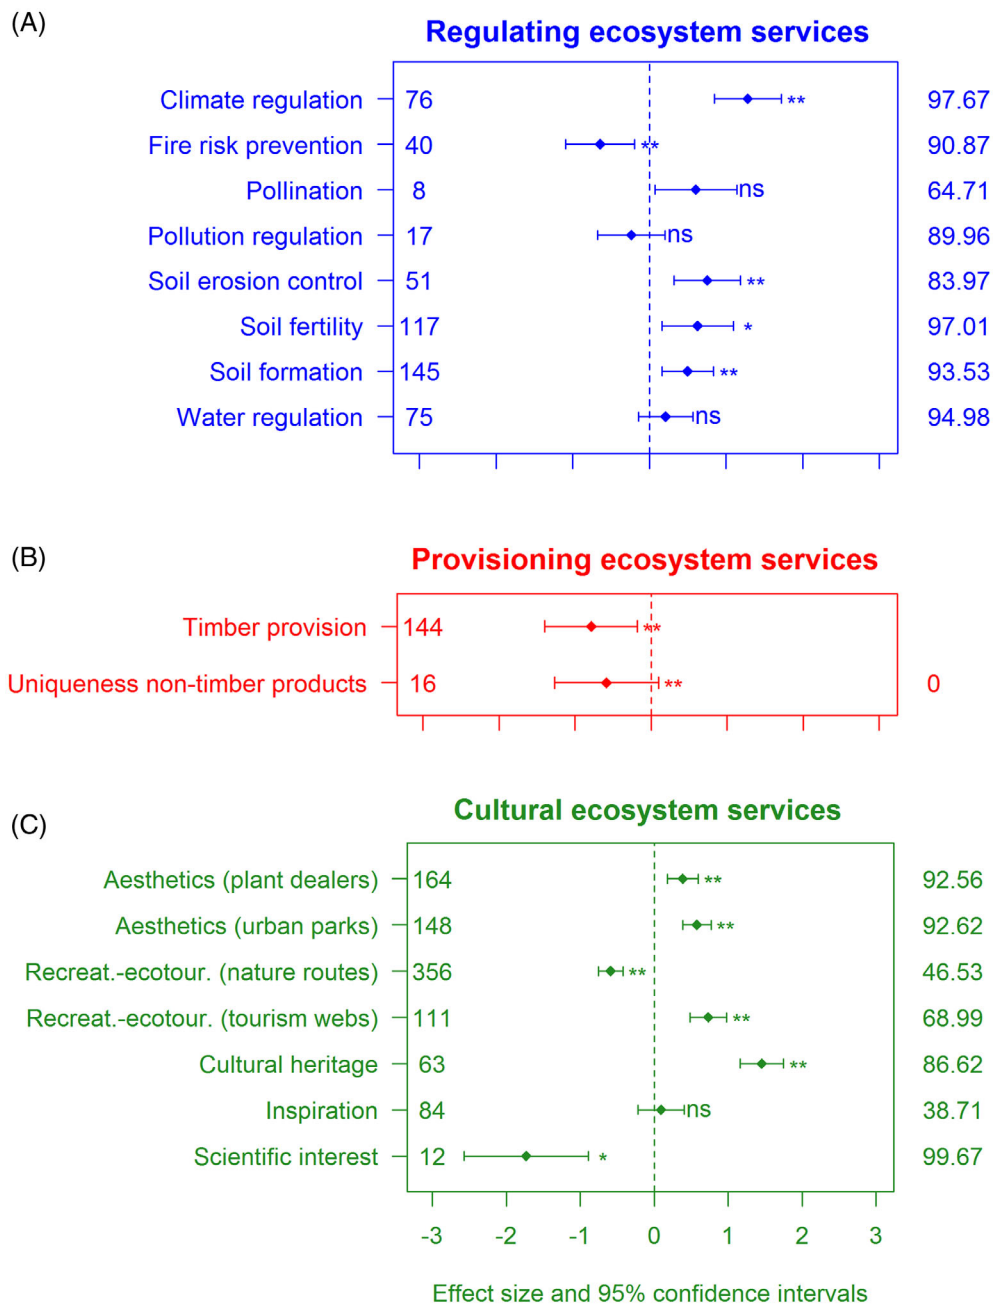 (A)
Regulating ecosystem services
Climate regulation 76 ** 97.67
Fire risk prevention 40 ** 90.87
Pollination 8 ns 64.71
Pollution regulation 17 ns 89.96
Soil erosion control 51 ** 83.97
Soil fertility 117 * 97.01
Soil formation 145 ** 93.53
Water regulation 75 ns 94.98
(B)
Provisioning ecosystem services
Timber provision 144 **
Uniqueness non-timber products 16 ** 0
(C)
Cultural ecosystem services
Aesthetics (plant dealers) 164 ** 92.56
Aesthetics (urban parks) 148 ** 92.62
Recreat.-ecotour. (nature routes) 356 ** 46.53
Recreat.-ecotour. (tourism webs) 111 ** 68.99
Cultural heritage 63 ** 86.62
Inspiration 84 ns 38.71
Scientific interest 12 * 99.67
-3 -2 -1 0 1 2 3
Effect size and 95% confidence intervals